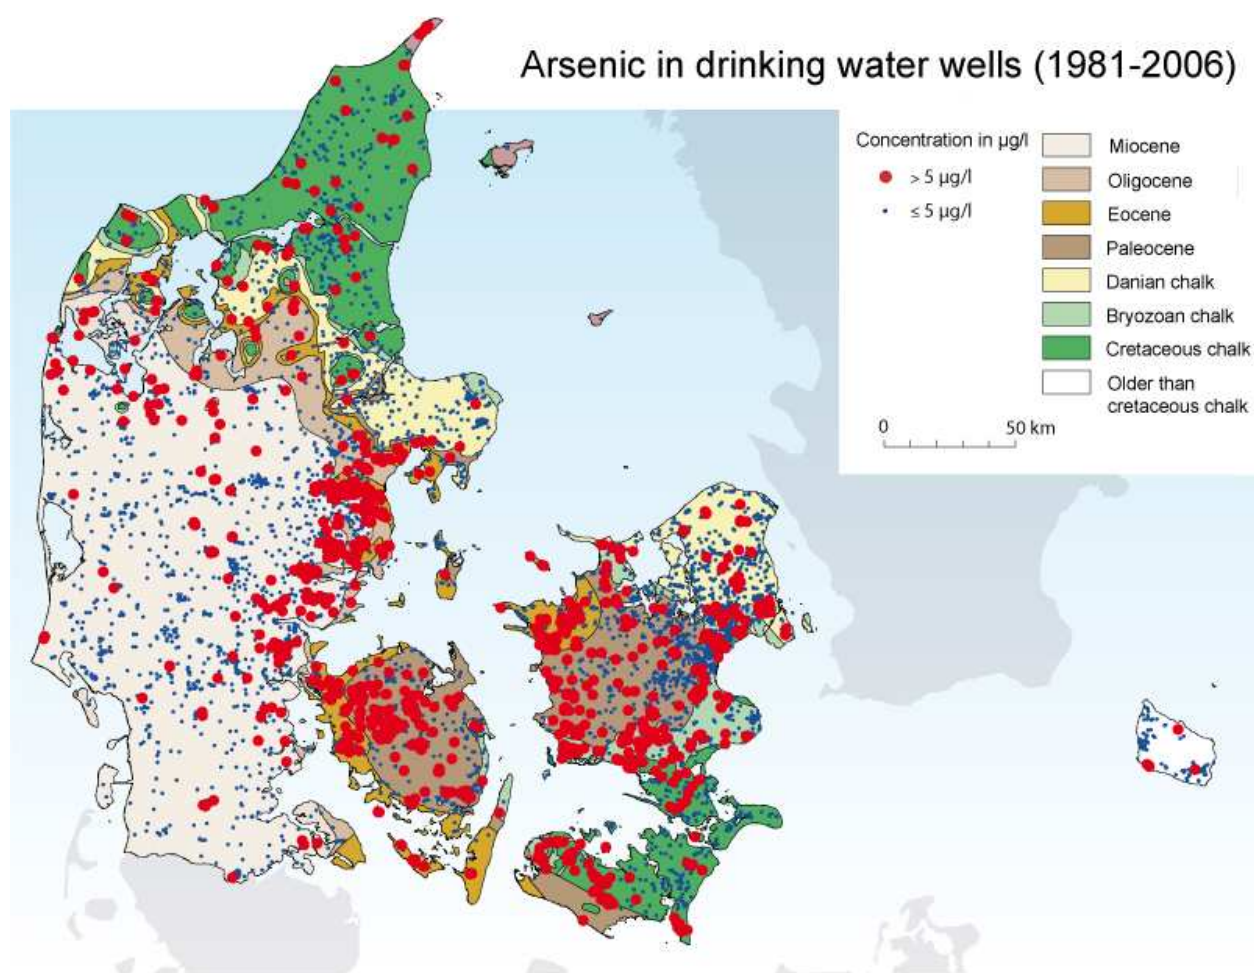 Arsenic in drinking water wells (1981-2006)
Concentration in µg/l
> 5 µg/l
≤ 5 µg/l
Miocene
Oligocene
Eocene
Paleocene
Danian chalk
Bryozoan chalk
Cretaceous chalk
Older than
cretaceous chalk
0 50 km